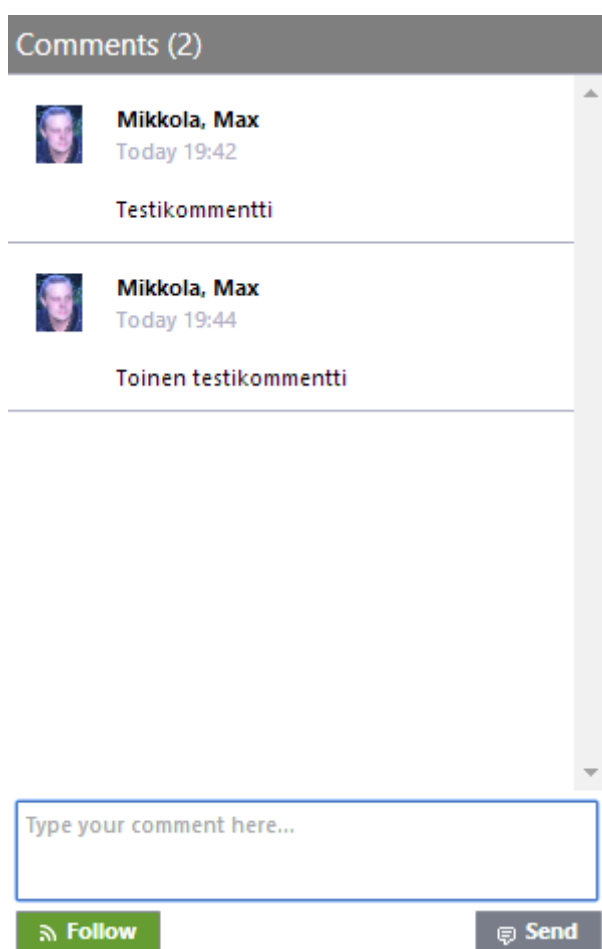 Comments (2)
Mikkola, Max
Today 19:42
Testikommentti
Mikkola, Max
Today 19:44
Toinen testikommentti
Type your comment here...
Follow
Send